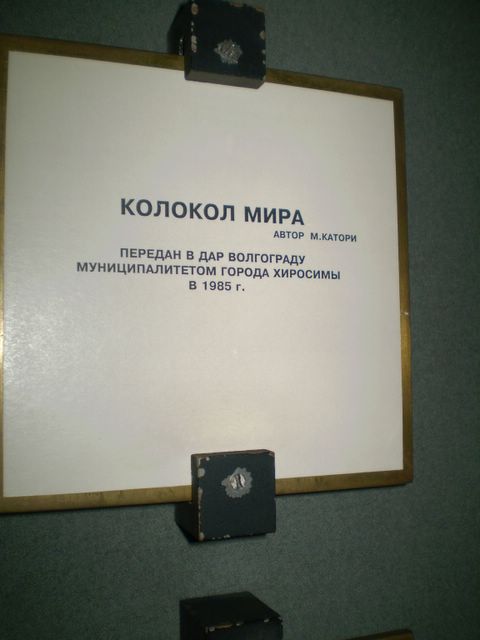 КОЛОКОЛ МИРА
АВТОР М.КАТОРИ
ПЕРЕДАН В ДАР ВОЛГОГРАДУ
МУНИЦИПАЛИТЕТОМ ГОРОДА ХИРОСИМЫ
В 1985 г.